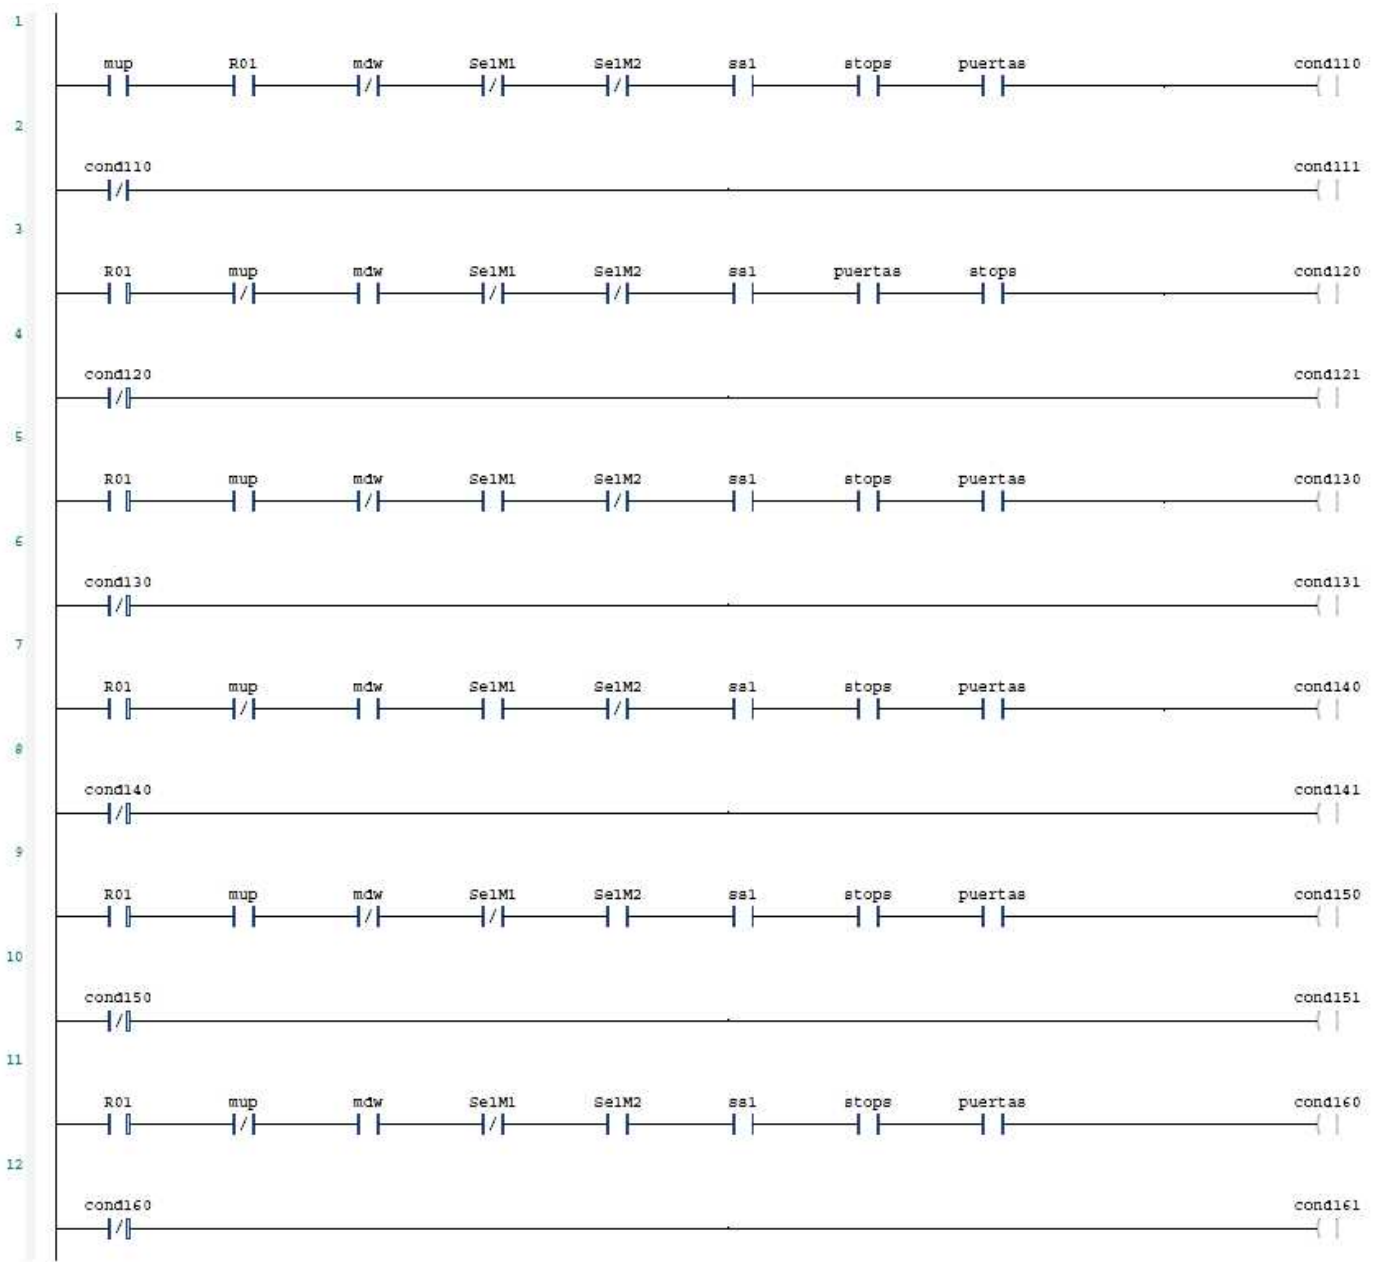 1
mup R01 mdw SelM1 SelM2 ss1 stops puertas cond110
2
cond110 cond111
3
R01 mup mdw SelM1 SelM2 ss1 puertas stops cond120
4
cond120 cond121
5
R01 mup mdw SelM1 SelM2 ss1 stops puertas cond130
6
cond130 cond131
7
R01 mup mdw SelM1 SelM2 ss1 stops puertas cond140
8
cond140 cond141
9
R01 mup mdw SelM1 SelM2 ss1 stops puertas cond150
10
cond150 cond151
11
R01 mup mdw SelM1 SelM2 ss1 stops puertas cond160
12
cond160 cond161